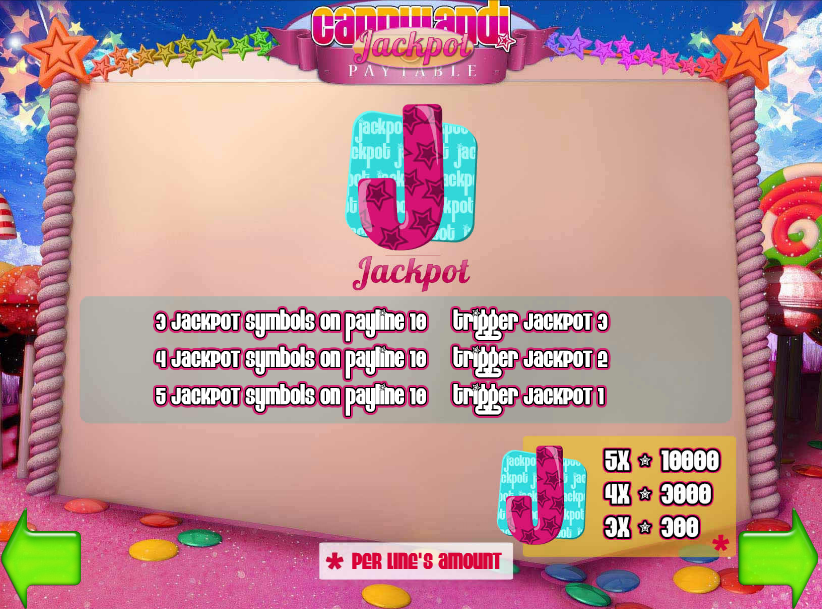 CANDYLAND!
Jackpot
PAYTABLE
J
Jackpot
3 JACKPOT symbols on payline 10 trigger JACKPOT 3
4 JACKPOT symbols on payline 10 trigger JACKPOT 2
5 JACKPOT symbols on payline 10 trigger JACKPOT 1
J
5X ☆ 10000
4X ☆ 3000
3X ☆ 300
*
* PER LINE'S AMOUNT